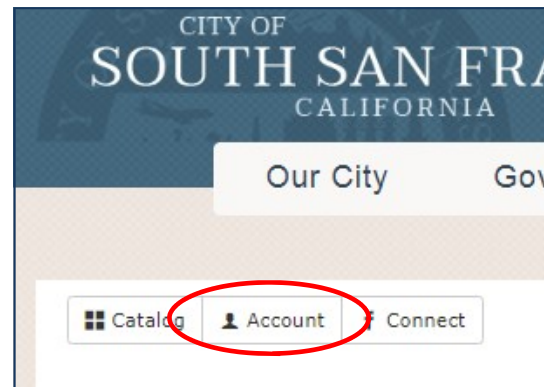 CITY OF
SOUTH SAN FRA
CALIFORNIA
Our City Gov
Catalog Account Connect